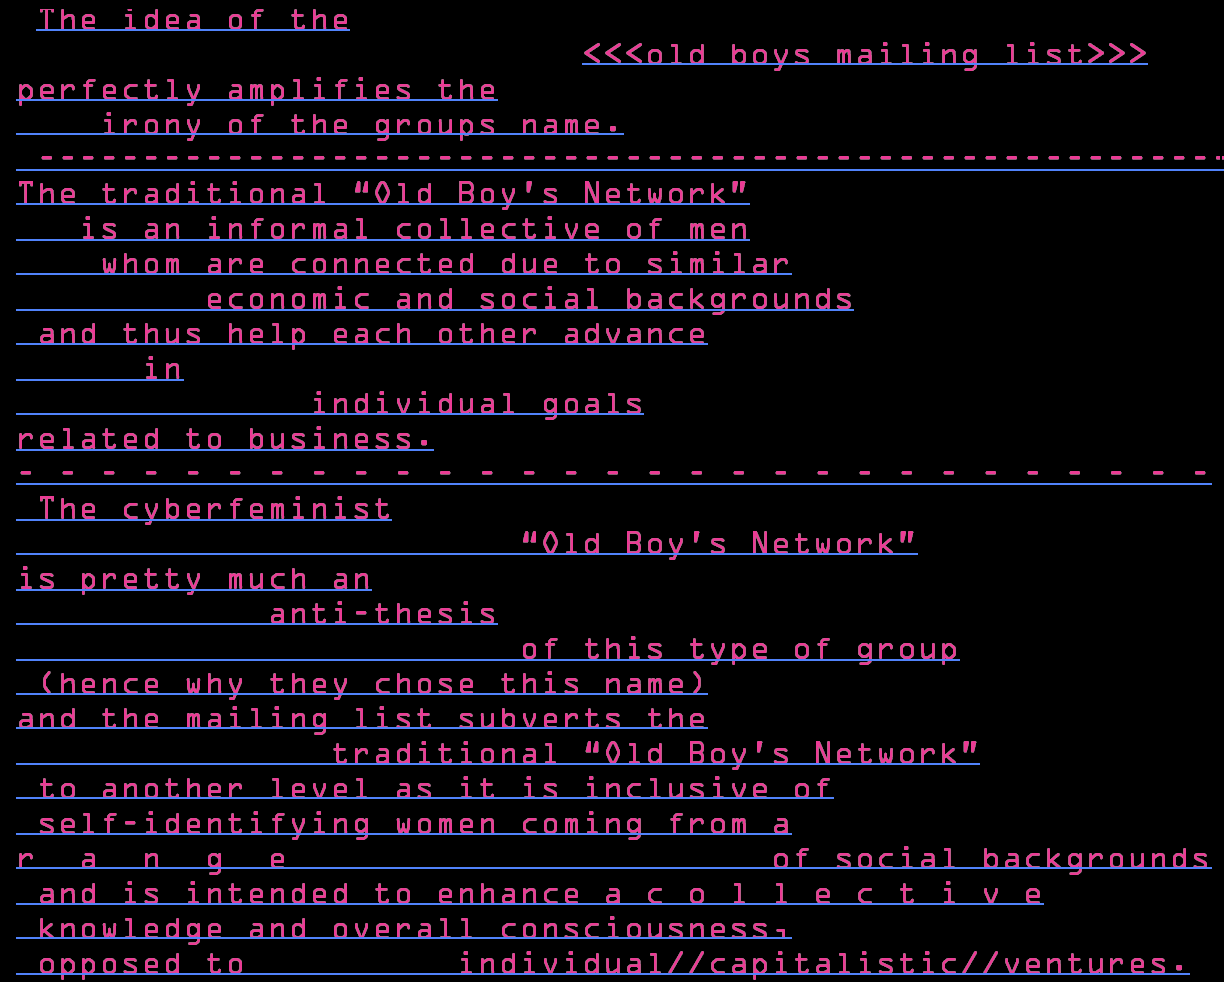 The idea of the
<<<old boys mailing list>>>
perfectly amplifies the
irony of the groups name.
---------------------------------------------------------
The traditional “Old Boy's Network”
is an informal collective of men
whom are connected due to similar
economic and social backgrounds
and thus help each other advance
in
individual goals
related to business.
- - - - - - - - - - - - - - - - - - - - - - - - - - - - -
The cyberfeminist
“Old Boy's Network”
is pretty much an
anti-thesis
of this type of group
(hence why they chose this name)
and the mailing list subverts the
traditional “Old Boy's Network”
to another level as it is inclusive of
self-identifying women coming from a
r  a  n  g  e                       of social backgrounds
and is intended to enhance a c o l l e c t i v e
knowledge and overall consciousness,
opposed to          individual//capitalistic//ventures.